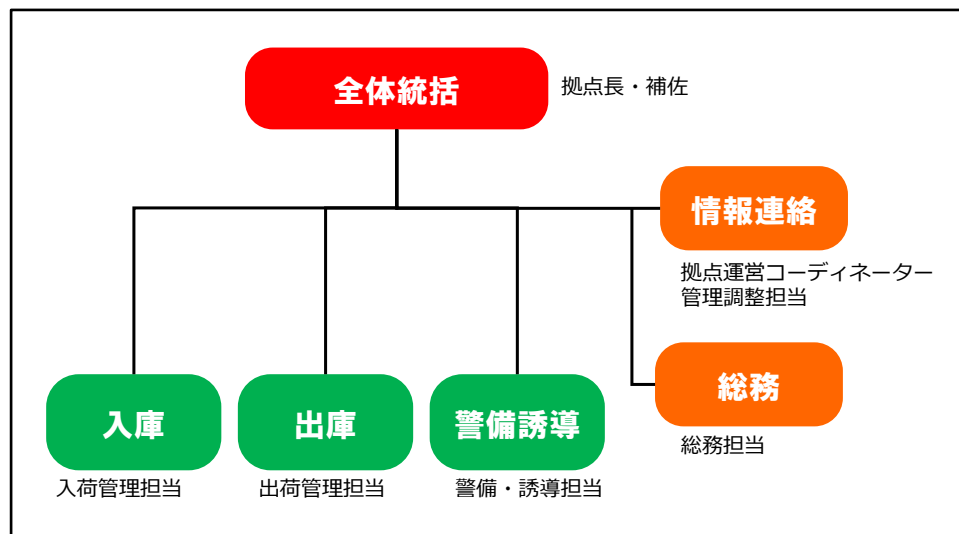 全体統括
拠点長・補佐
情報連絡
拠点運営コーディネーター
管理調整担当
総務
総務担当
入庫
入荷管理担当
出庫
出荷管理担当
警備誘導
警備・誘導担当